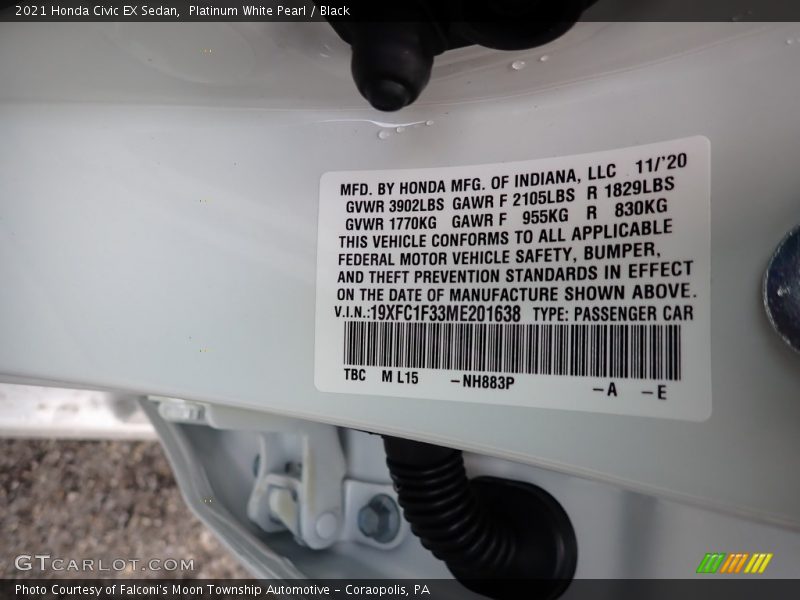 2021 Honda Civic EX Sedan,  Platinum White Pearl / Black
MFD. BY HONDA MFG. OF INDIANA, LLC  11/'20
GVWR 3902LBS  GAWR F 2105LBS  R 1829LBS
GVWR 1770KG  GAWR F  955KG  R  830KG
THIS VEHICLE CONFORMS TO ALL APPLICABLE
FEDERAL MOTOR VEHICLE SAFETY, BUMPER,
AND THEFT PREVENTION STANDARDS IN EFFECT
ON THE DATE OF MANUFACTURE SHOWN ABOVE.
V.I.N.:19XFC1F33ME201638  TYPE: PASSENGER CAR
TBC  M L15  -NH883P  -A  -E
GTCARLOT.COM
Photo Courtesy of Falconi's Moon Township Automotive - Coraopolis, PA